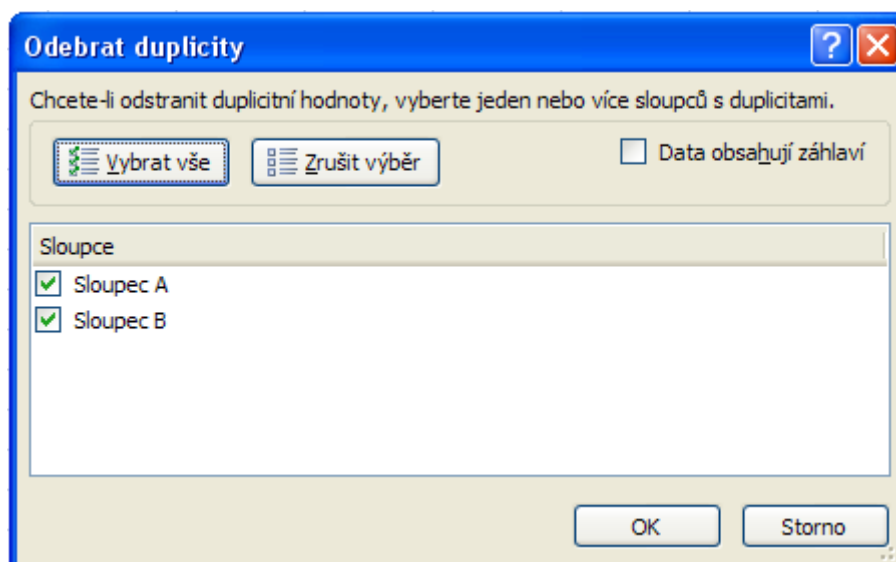 Odebrat duplicity
Chcete-li odstranit duplicitní hodnoty, vyberte jeden nebo více sloupců s duplicitami.
Vybrat vše
Zrušit výběr
Data obsahují záhlaví
Sloupce
Sloupec A
Sloupec B
OK
Storno